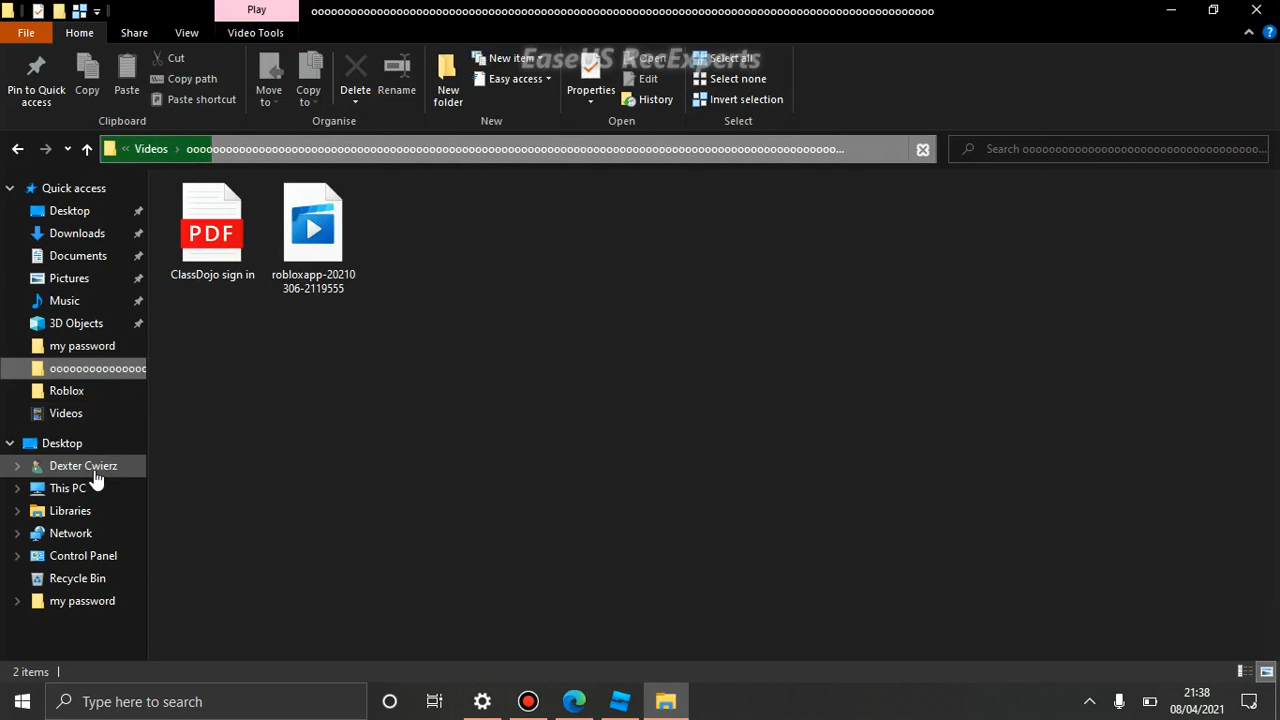 Play
File
Home
Share
View
Video Tools
Pin to Quick
access
Copy
Paste
Cut
Copy path
Paste shortcut
Clipboard
Move
to
Copy
to
Delete
Rename
Organise
New
folder
New item
Easy access
New
Properties
Open
Edit
History
Open
Select all
Select none
Invert selection
Select
EaseUS RecExperts
« Videos
Quick access
Desktop
Downloads
Documents
Pictures
Music
3D Objects
my password
Roblox
Videos
Desktop
Dexter Cwierz
This PC
Libraries
Network
Control Panel
Recycle Bin
my password
PDF
ClassDojo sign in
robloxapp-20210
306-2119555
2 items
Type here to search
21:38
08/04/2021